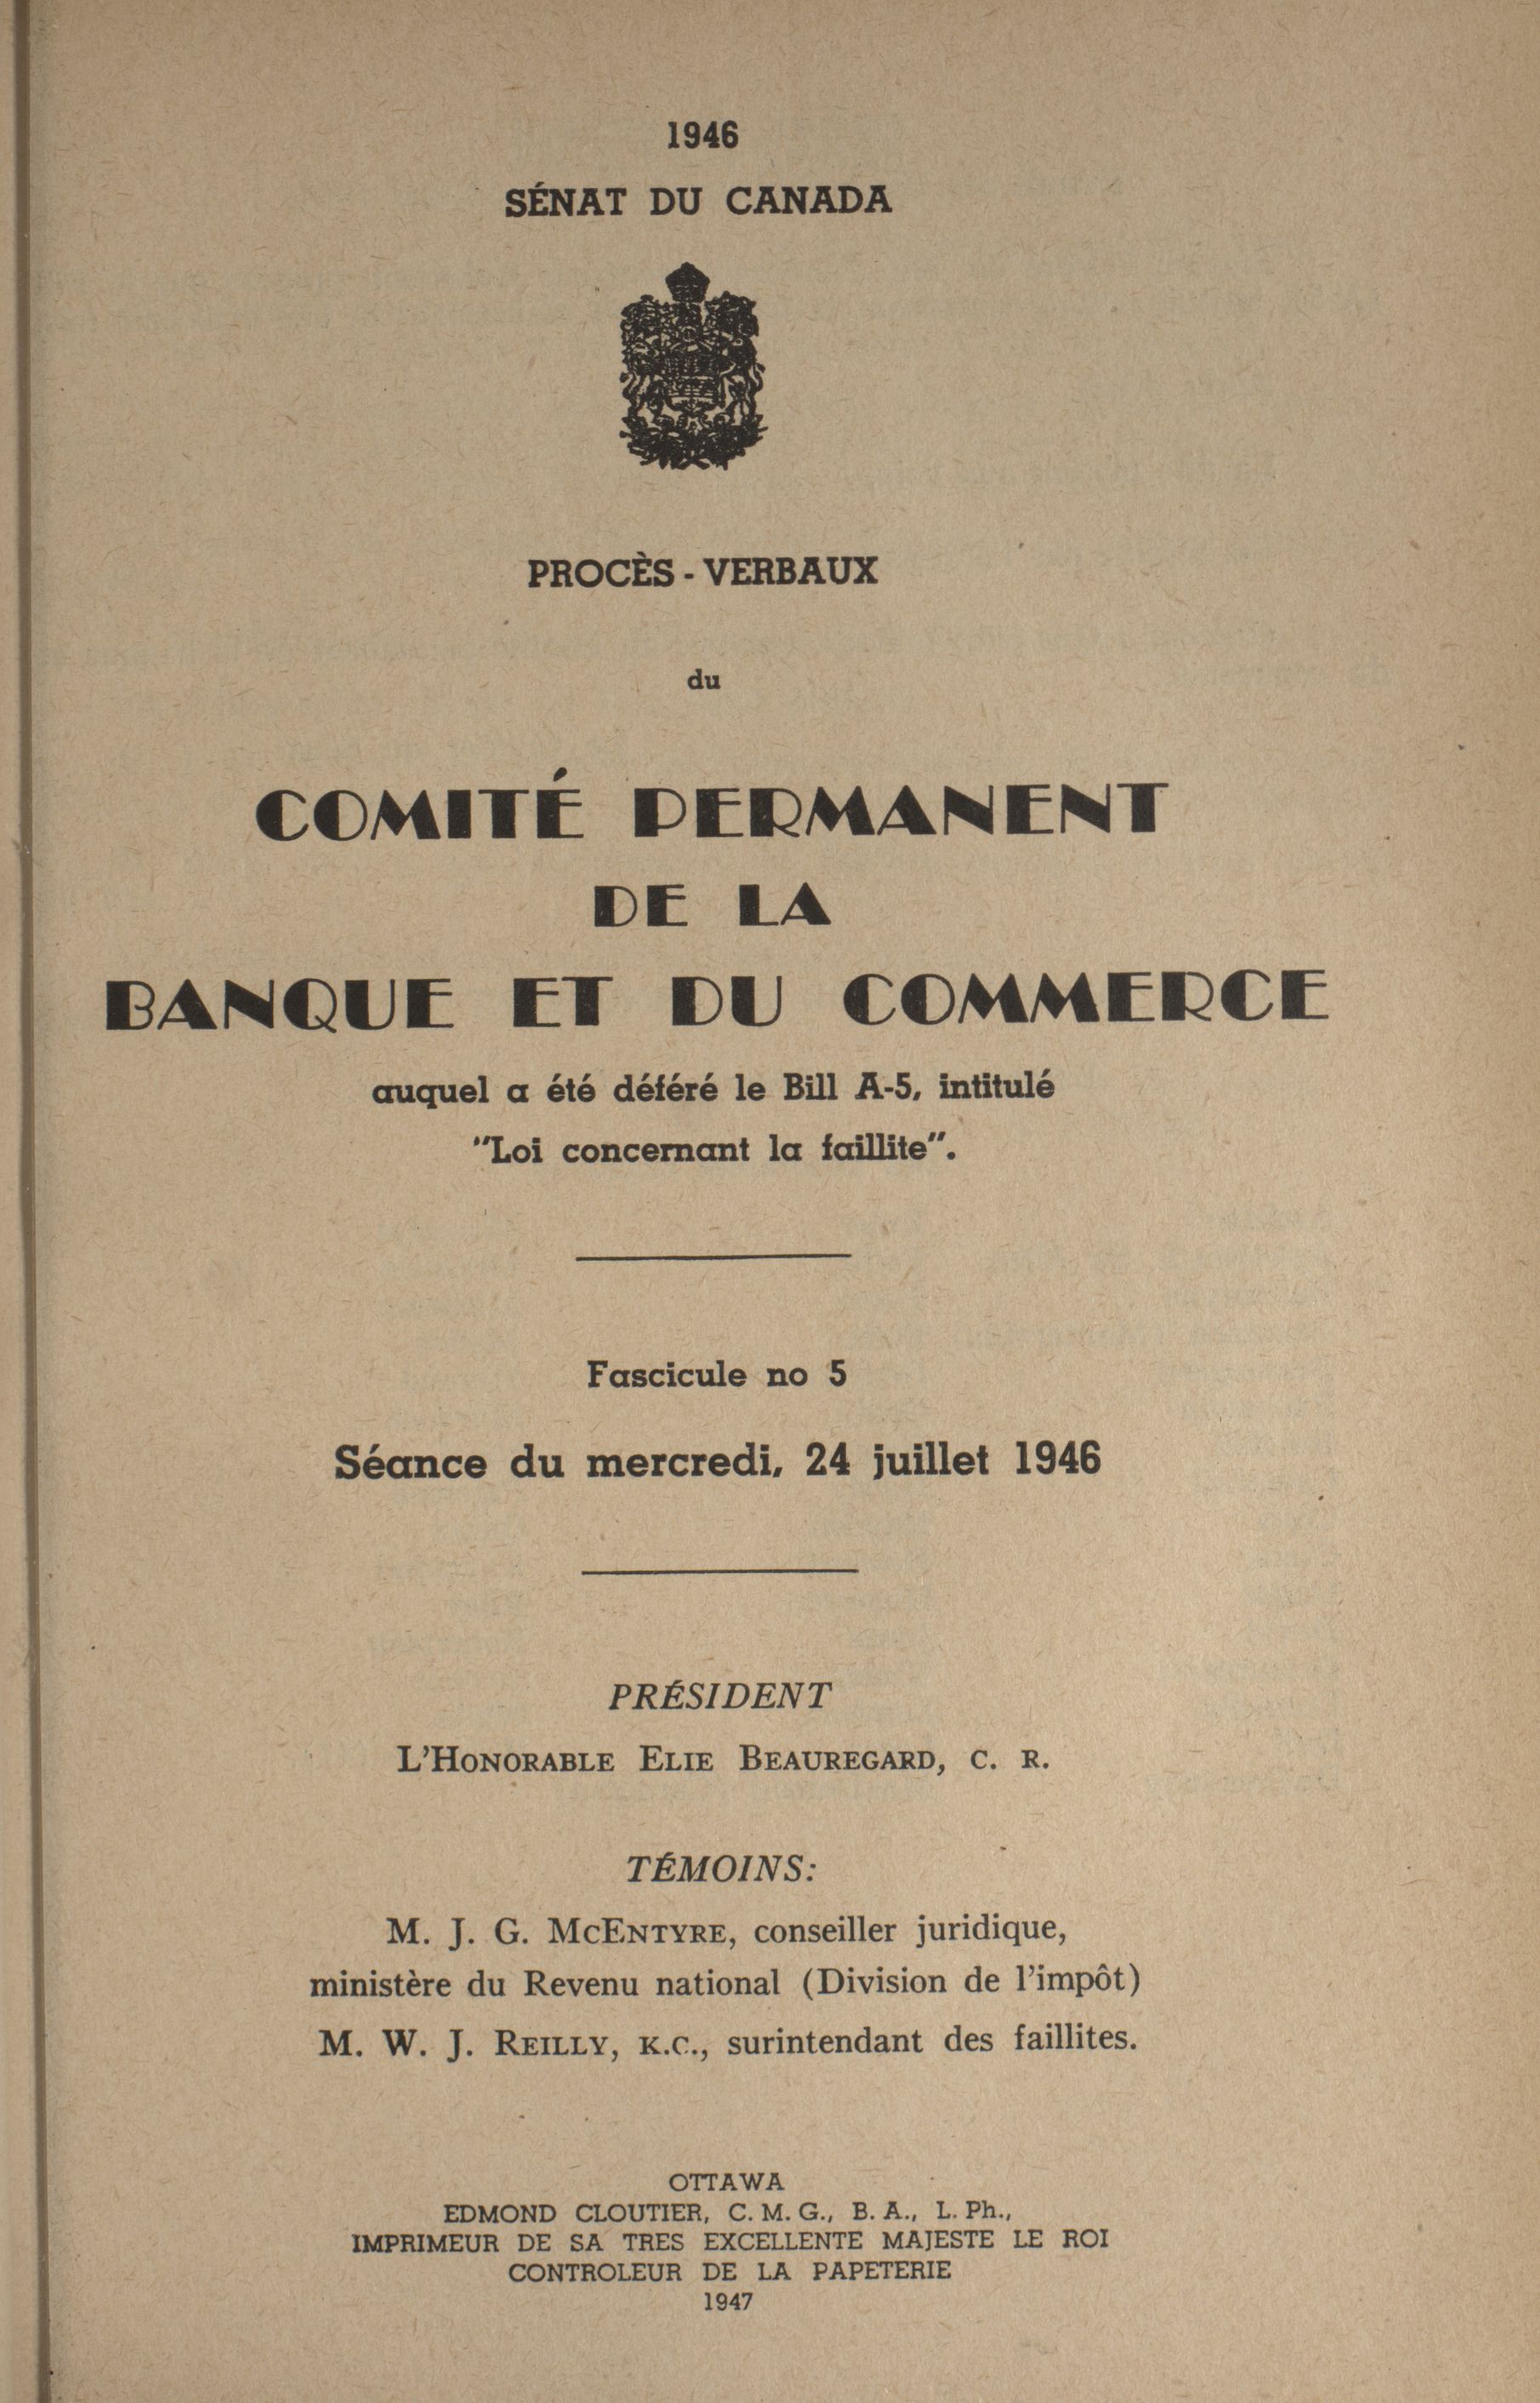 1946
SÉNAT DU CANADA
PROCÈS-VERBAUX
du
COMITÉ PERMANENT
DE LA
BANQUE ET DU COMMERCE
auquel a été déféré le Bill A-5, intitulé
"Loi concernant la faillite".
Fascicule no 5
Séance du mercredi, 24 juillet 1946
PRÉSIDENT
L'Honorable Elie Beauregard, C. R.
TÉMOINS:
M. J. G. McEntyre, conseiller juridique,
ministère du Revenu national (Division de l'impôt)
M. W. J. Reilly, K.C., surintendant des faillites.
OTTAWA
EDMOND CLOUTIER, C. M. G., B. A., L. Ph.,
IMPRIMEUR DE SA TRES EXCELLENTE MAJESTE LE ROI
CONTROLEUR DE LA PAPETERIE
1947